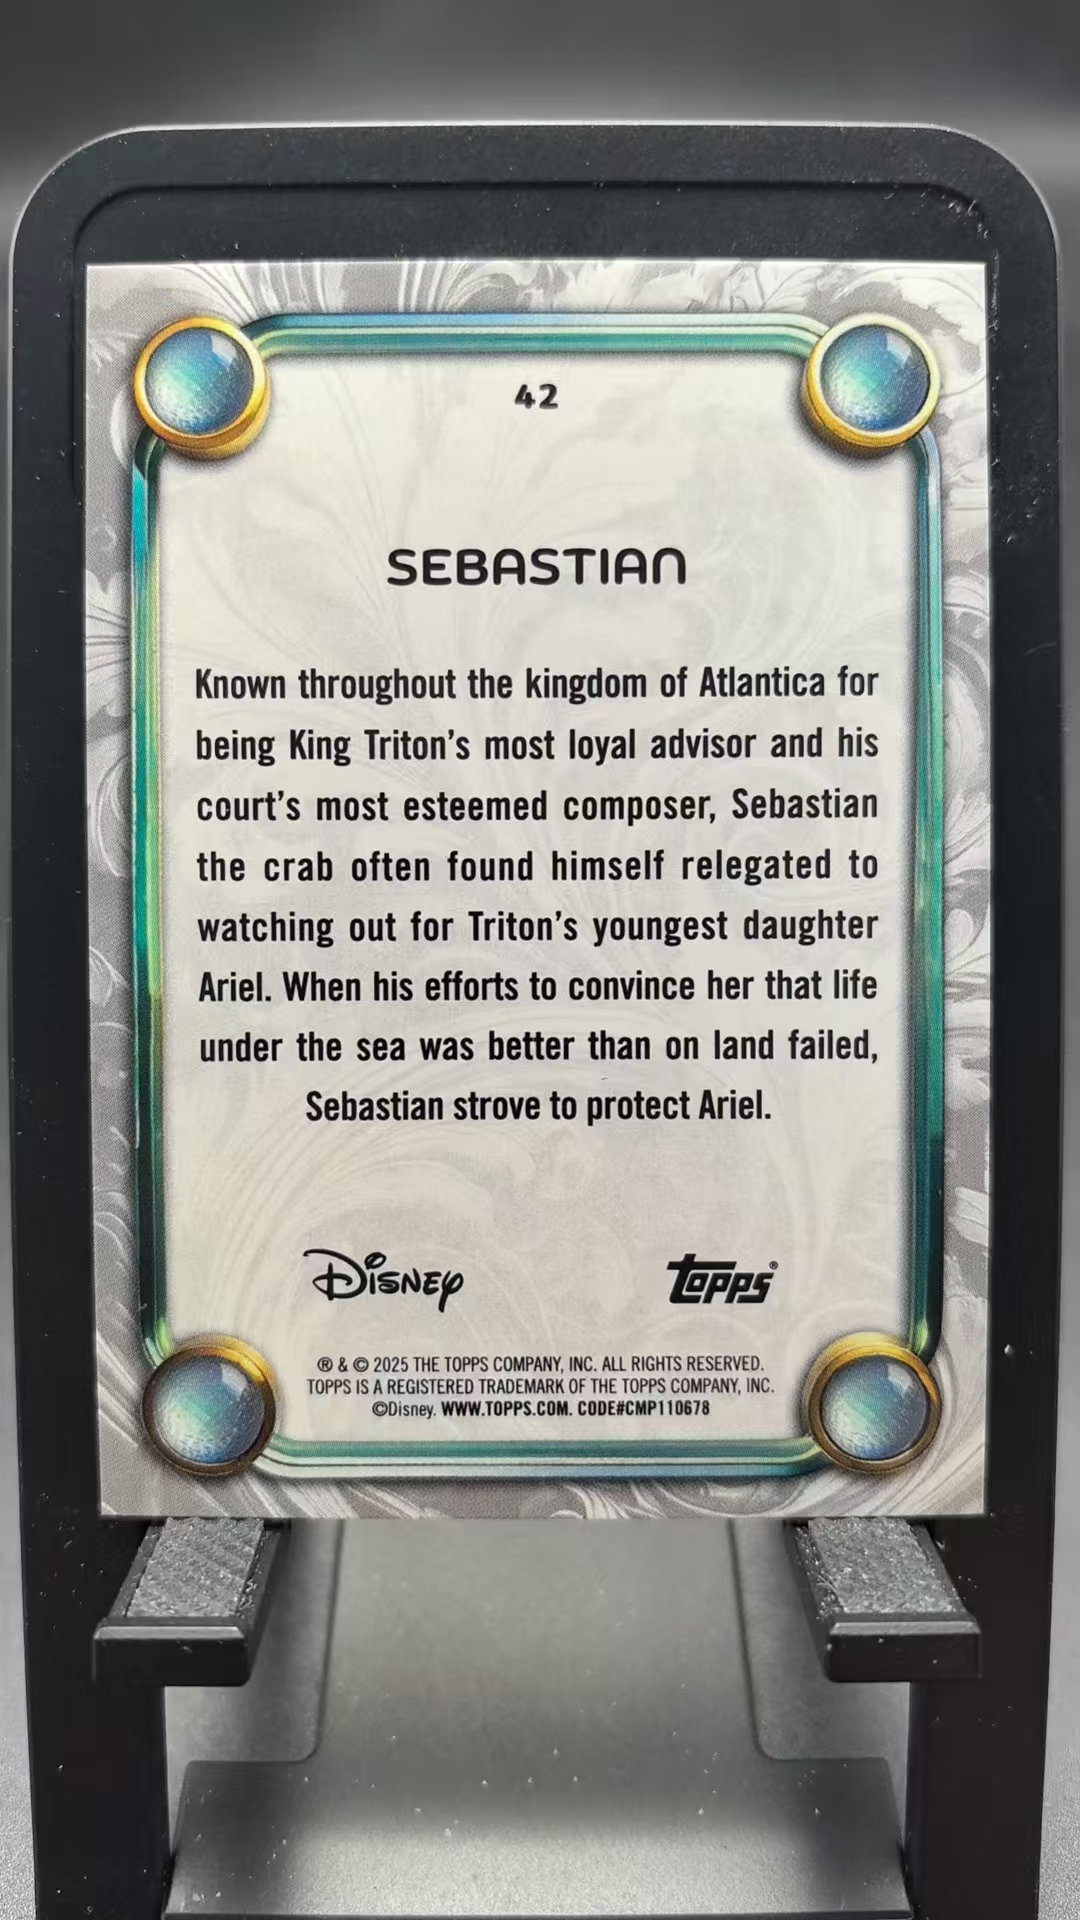 42
SEBASTIAN
Known throughout the kingdom of Atlantica for
being King Triton's most loyal advisor and his
court's most esteemed composer, Sebastian
the crab often found himself relegated to
watching out for Triton's youngest daughter
Ariel. When his efforts to convince her that life
under the sea was better than on land failed,
Sebastian strove to protect Ariel.
Disney topps®
® & © 2025 THE TOPPS COMPANY, INC. ALL RIGHTS RESERVED.
TOPPS IS A REGISTERED TRADEMARK OF THE TOPPS COMPANY, INC.
©Disney. WWW.TOPPS.COM. CODE#CMP110678